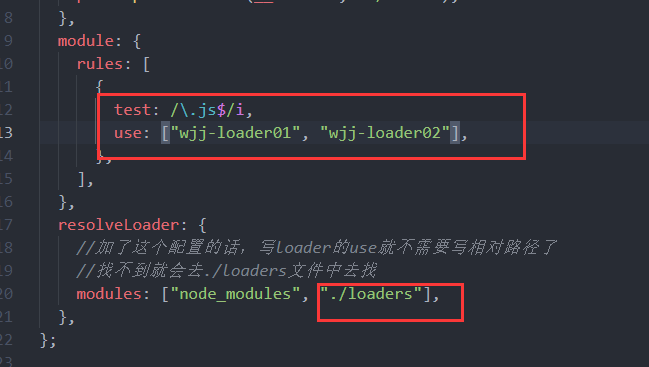 8 },
9 module: {
10 rules: [
11 {
12 test: /\.js$/i,
13 use: ["wjj-loader01", "wjj-loader02"],
14 },
15 ],
16 },
17 resolveLoader: {
18 //加了这个配置的话，写loader的use就不需要写相对路径了
19 //找不到就会去./loaders文件中去找
20 modules: ["node_modules", "./loaders"],
21 },
22 };
23